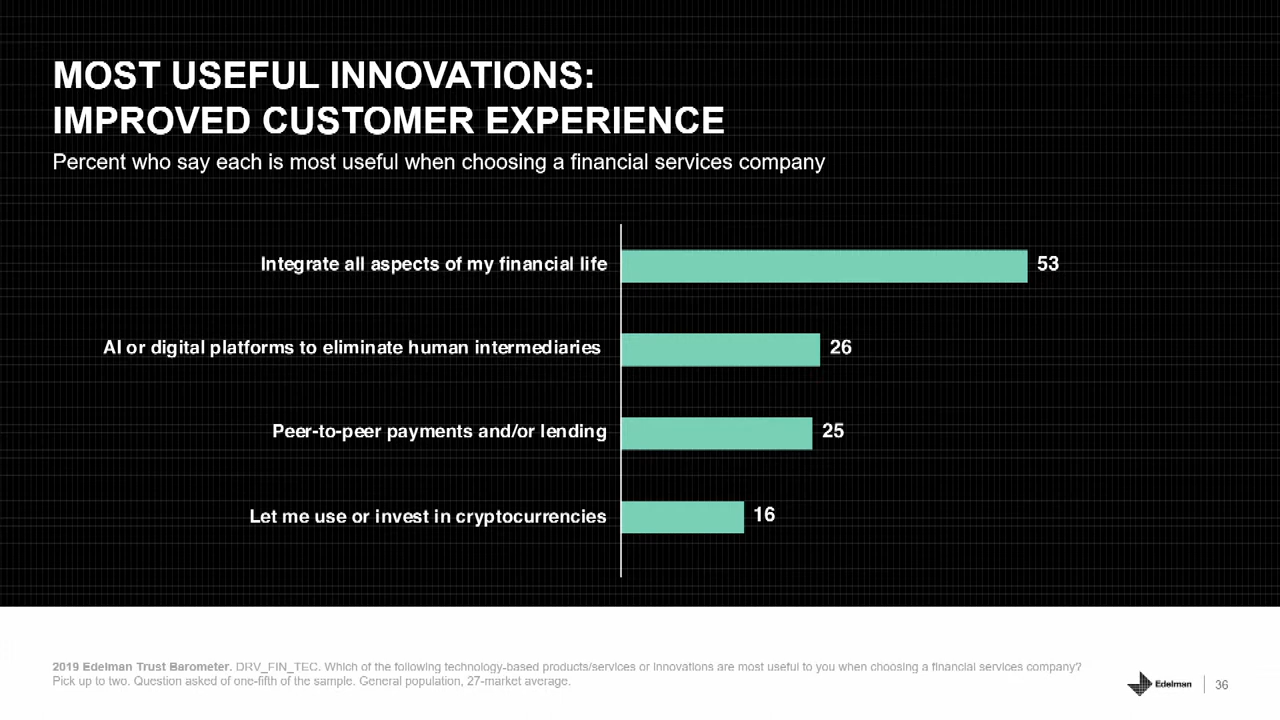 MOST USEFUL INNOVATIONS:
IMPROVED CUSTOMER EXPERIENCE
Percent who say each is most useful when choosing a financial services company
Integrate all aspects of my financial life
53
AI or digital platforms to eliminate human intermediaries
26
Peer-to-peer payments and/or lending
25
Let me use or invest in cryptocurrencies
16
2019 Edelman Trust Barometer. DRV_FIN_TEC. Which of the following technology-based products/services or innovations are most useful to you when choosing a financial services company?
Pick up to two. Question asked of one-fifth of the sample. General population, 27-market average.
Edelman
36